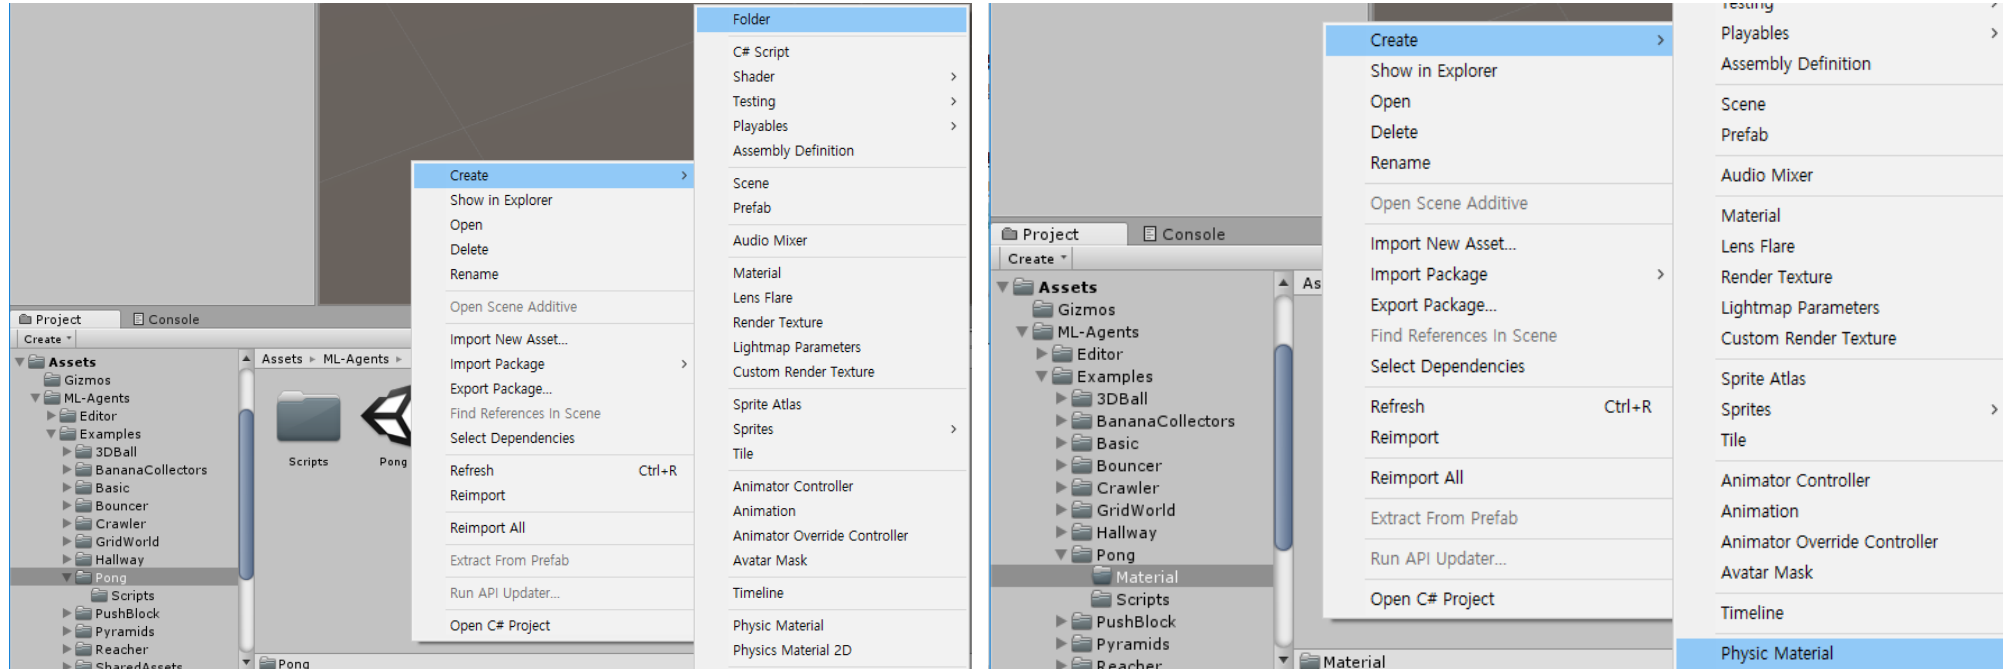 Folder
C# Script
Shader
Testing
Playables
Assembly Definition
Scene
Prefab
Audio Mixer
Material
Lens Flare
Render Texture
Lightmap Parameters
Custom Render Texture
Sprite Atlas
Sprites
Tile
Animator Controller
Animation
Animator Override Controller
Avatar Mask
Timeline
Physic Material
Physics Material 2D
Create
Show in Explorer
Open
Delete
Rename
Open Scene Additive
Import New Asset...
Import Package
Export Package...
Find References In Scene
Select Dependencies
Refresh Ctrl+R
Reimport
Reimport All
Extract From Prefab
Run API Updater...
Open C# Project
Project Console
Create
Assets
Gizmos
ML-Agents
Editor
Examples
3DBall
BananaCollectors
Basic
Bouncer
Crawler
GridWorld
Hallway
Pong
Scripts
PushBlock
Pyramids
Reacher
SharedAssets
Assets ▸ ML-Agents ▸
Scripts
Pong
Pong
Testing
Playables
Assembly Definition
Scene
Prefab
Audio Mixer
Material
Lens Flare
Render Texture
Lightmap Parameters
Custom Render Texture
Sprite Atlas
Sprites
Tile
Animator Controller
Animation
Animator Override Controller
Avatar Mask
Timeline
Physic Material
Create
Show in Explorer
Open
Delete
Rename
Open Scene Additive
Import New Asset...
Import Package
Export Package...
Find References In Scene
Select Dependencies
Refresh Ctrl+R
Reimport
Reimport All
Extract From Prefab
Run API Updater...
Open C# Project
Project Console
Create
Assets
Gizmos
ML-Agents
Editor
Examples
3DBall
BananaCollectors
Basic
Bouncer
Crawler
GridWorld
Hallway
Pong
Material
Scripts
PushBlock
Pyramids
Reacher
As
Material